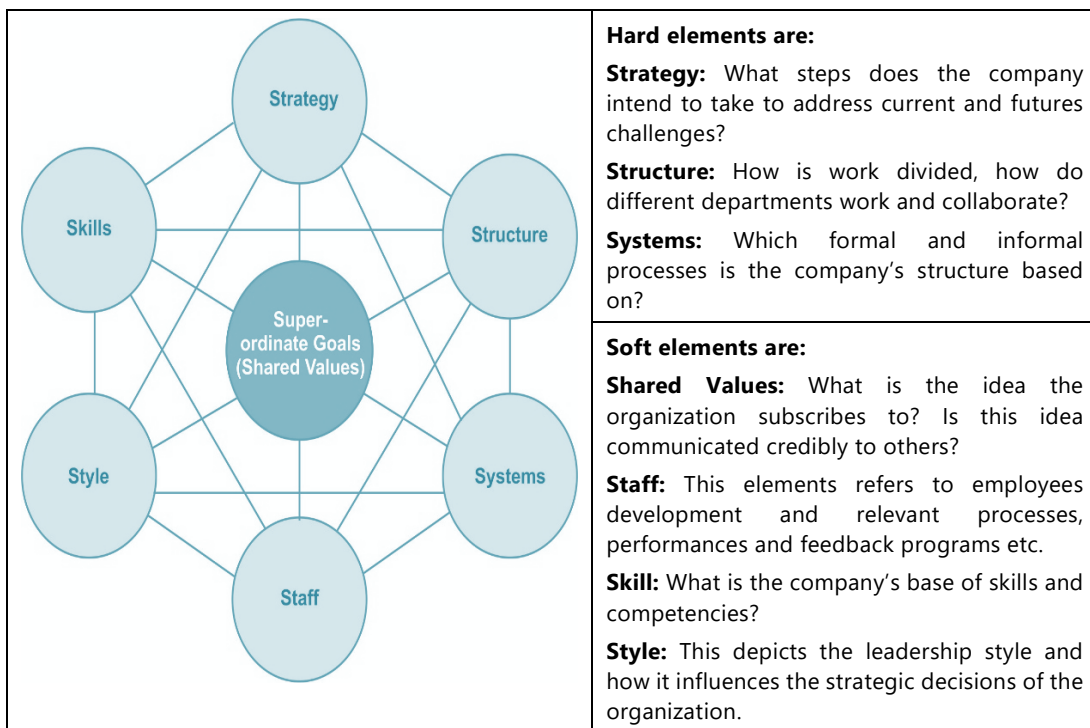 Strategy
Skills
Structure
Super-
ordinate Goals
(Shared Values)
Style
Systems
Staff
Hard elements are:
Strategy: What steps does the company
intend to take to address current and futures
challenges?
Structure: How is work divided, how do
different departments work and collaborate?
Systems: Which formal and informal
processes is the company’s structure based
on?
Soft elements are:
Shared Values: What is the idea the
organization subscribes to? Is this idea
communicated credibly to others?
Staff: This elements refers to employees
development and relevant processes,
performances and feedback programs etc.
Skill: What is the company’s base of skills and
competencies?
Style: This depicts the leadership style and
how it influences the strategic decisions of the
organization.